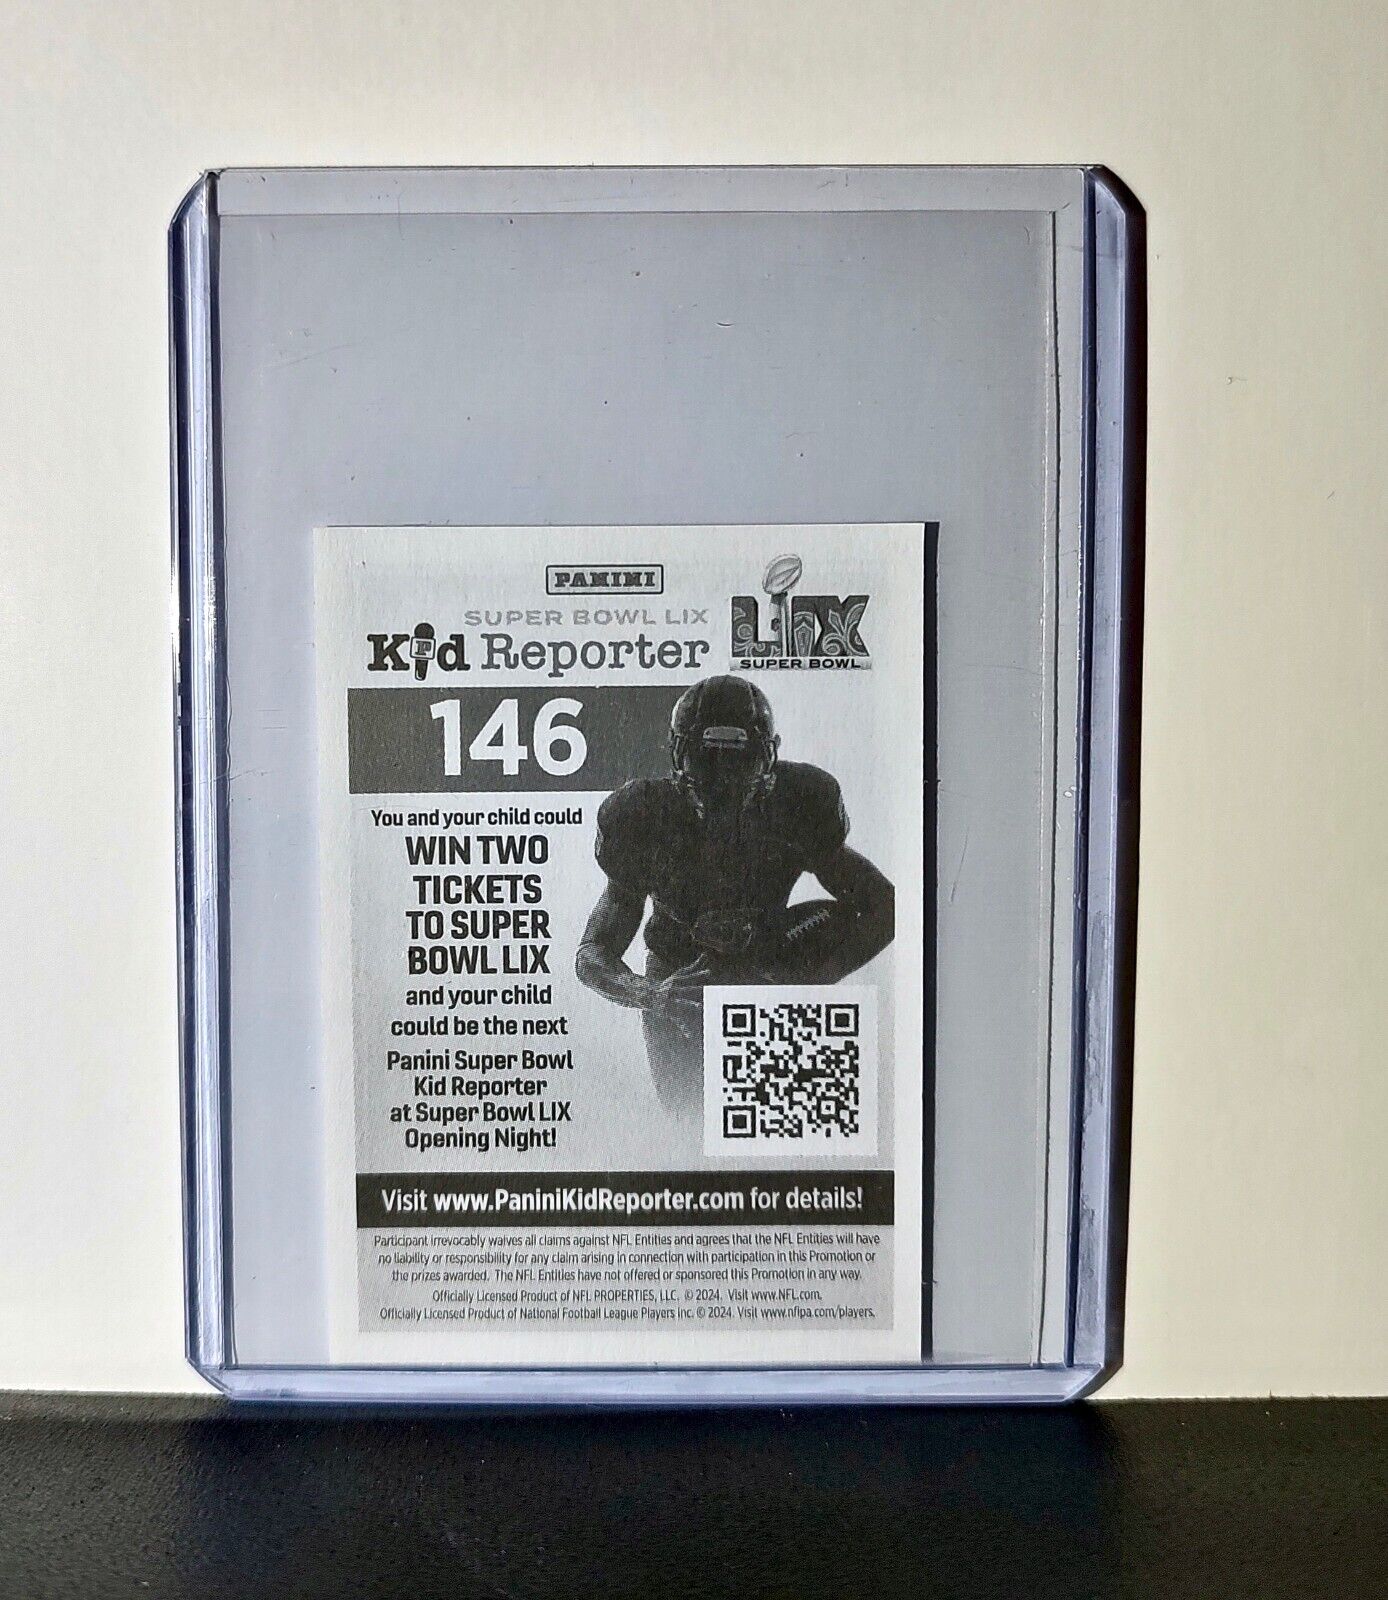 PANINI
SUPER BOWL LIX
Kid Reporter
LIX
SUPER BOWL
146
You and your child could
WIN TWO
TICKETS
TO SUPER
BOWL LIX
and your child
could be the next
Panini Super Bowl
Kid Reporter
at Super Bowl LIX
Opening Night!
Visit www.PaniniKidReporter.com for details!
Participant irrevocably waives all claims against NFL Entities and agrees that the NFL Entities will have
no liability or responsibility for any claim arising in connection with participation in this Promotion or
the prizes awarded. The NFL Entities have not offered or sponsored this Promotion in any way.
Officially Licensed Product of NFL PROPERTIES, LLC. © 2024. Visit www.NFL.com.
Officially Licensed Product of National Football League Players Inc. © 2024. Visit www.nflpa.com/players.